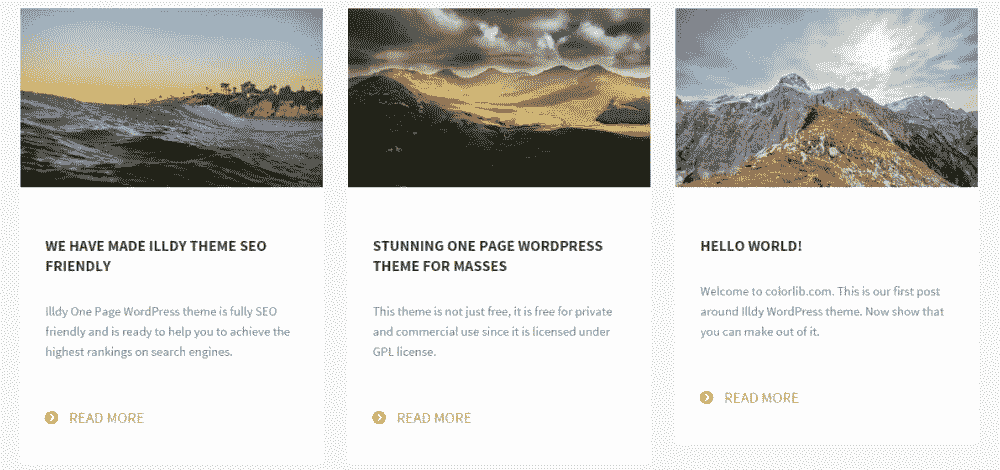 WE HAVE MADE ILLDY THEME SEO
FRIENDLY
Illdy One Page WordPress theme is fully SEO
friendly and is ready to help you to achieve the
highest rankings on search engines.
READ MORE
STUNNING ONE PAGE WORDPRESS
THEME FOR MASSES
This theme is not just free, it is free for private
and commercial use since it is licensed under
GPL license.
READ MORE
HELLO WORLD!
Welcome to colorlib.com. This is our first post
around Illdy WordPress theme. Now show that
you can make out of it.
READ MORE